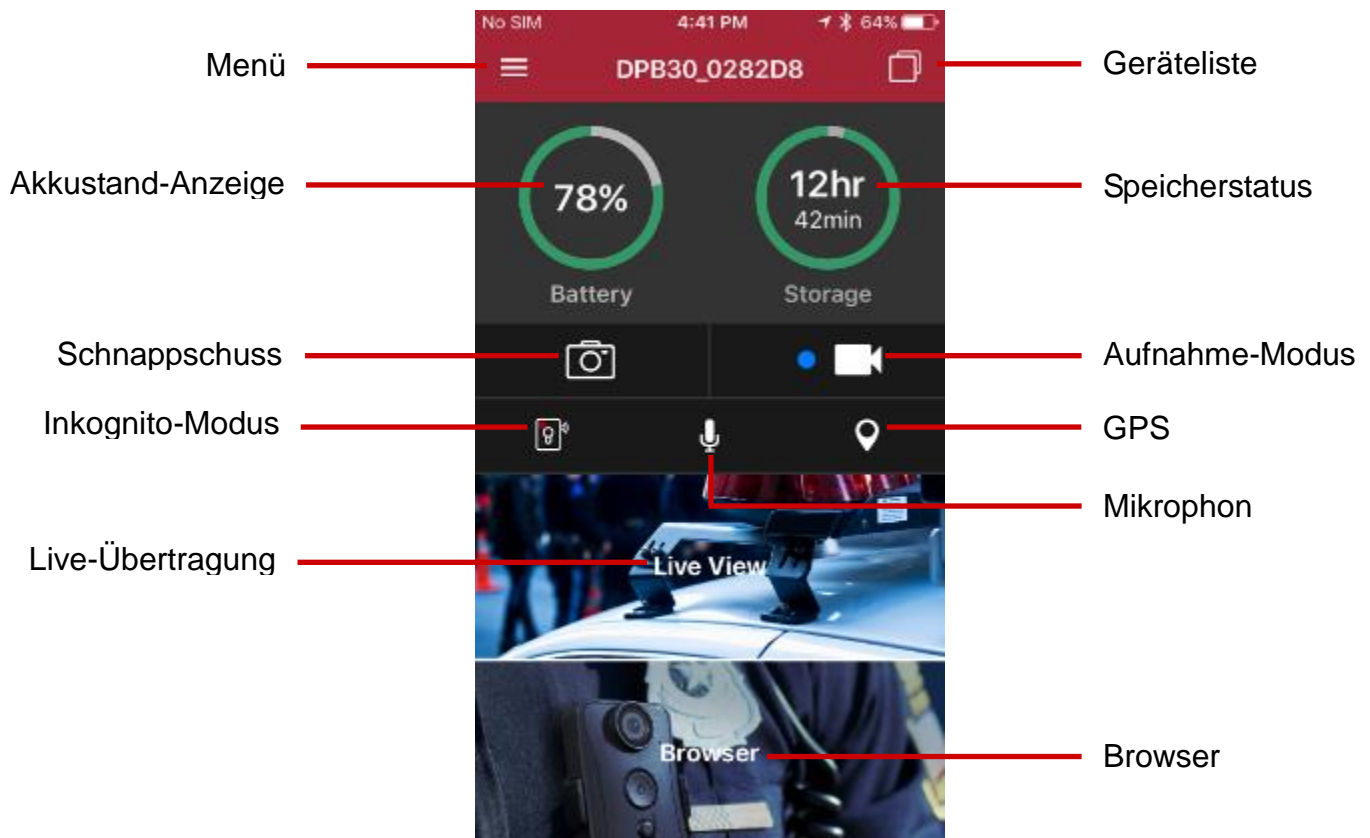 No SIM 4:41 PM 64%
Menü DPB30_0282D8 Geräteliste
Akkustand-Anzeige 78% 12hr Speicherstatus
42min
Battery Storage
Schnappschuss Aufnahme-Modus
Inkognito-Modus GPS
Mikrophon
Live-Übertragung Live View
Browser Browser